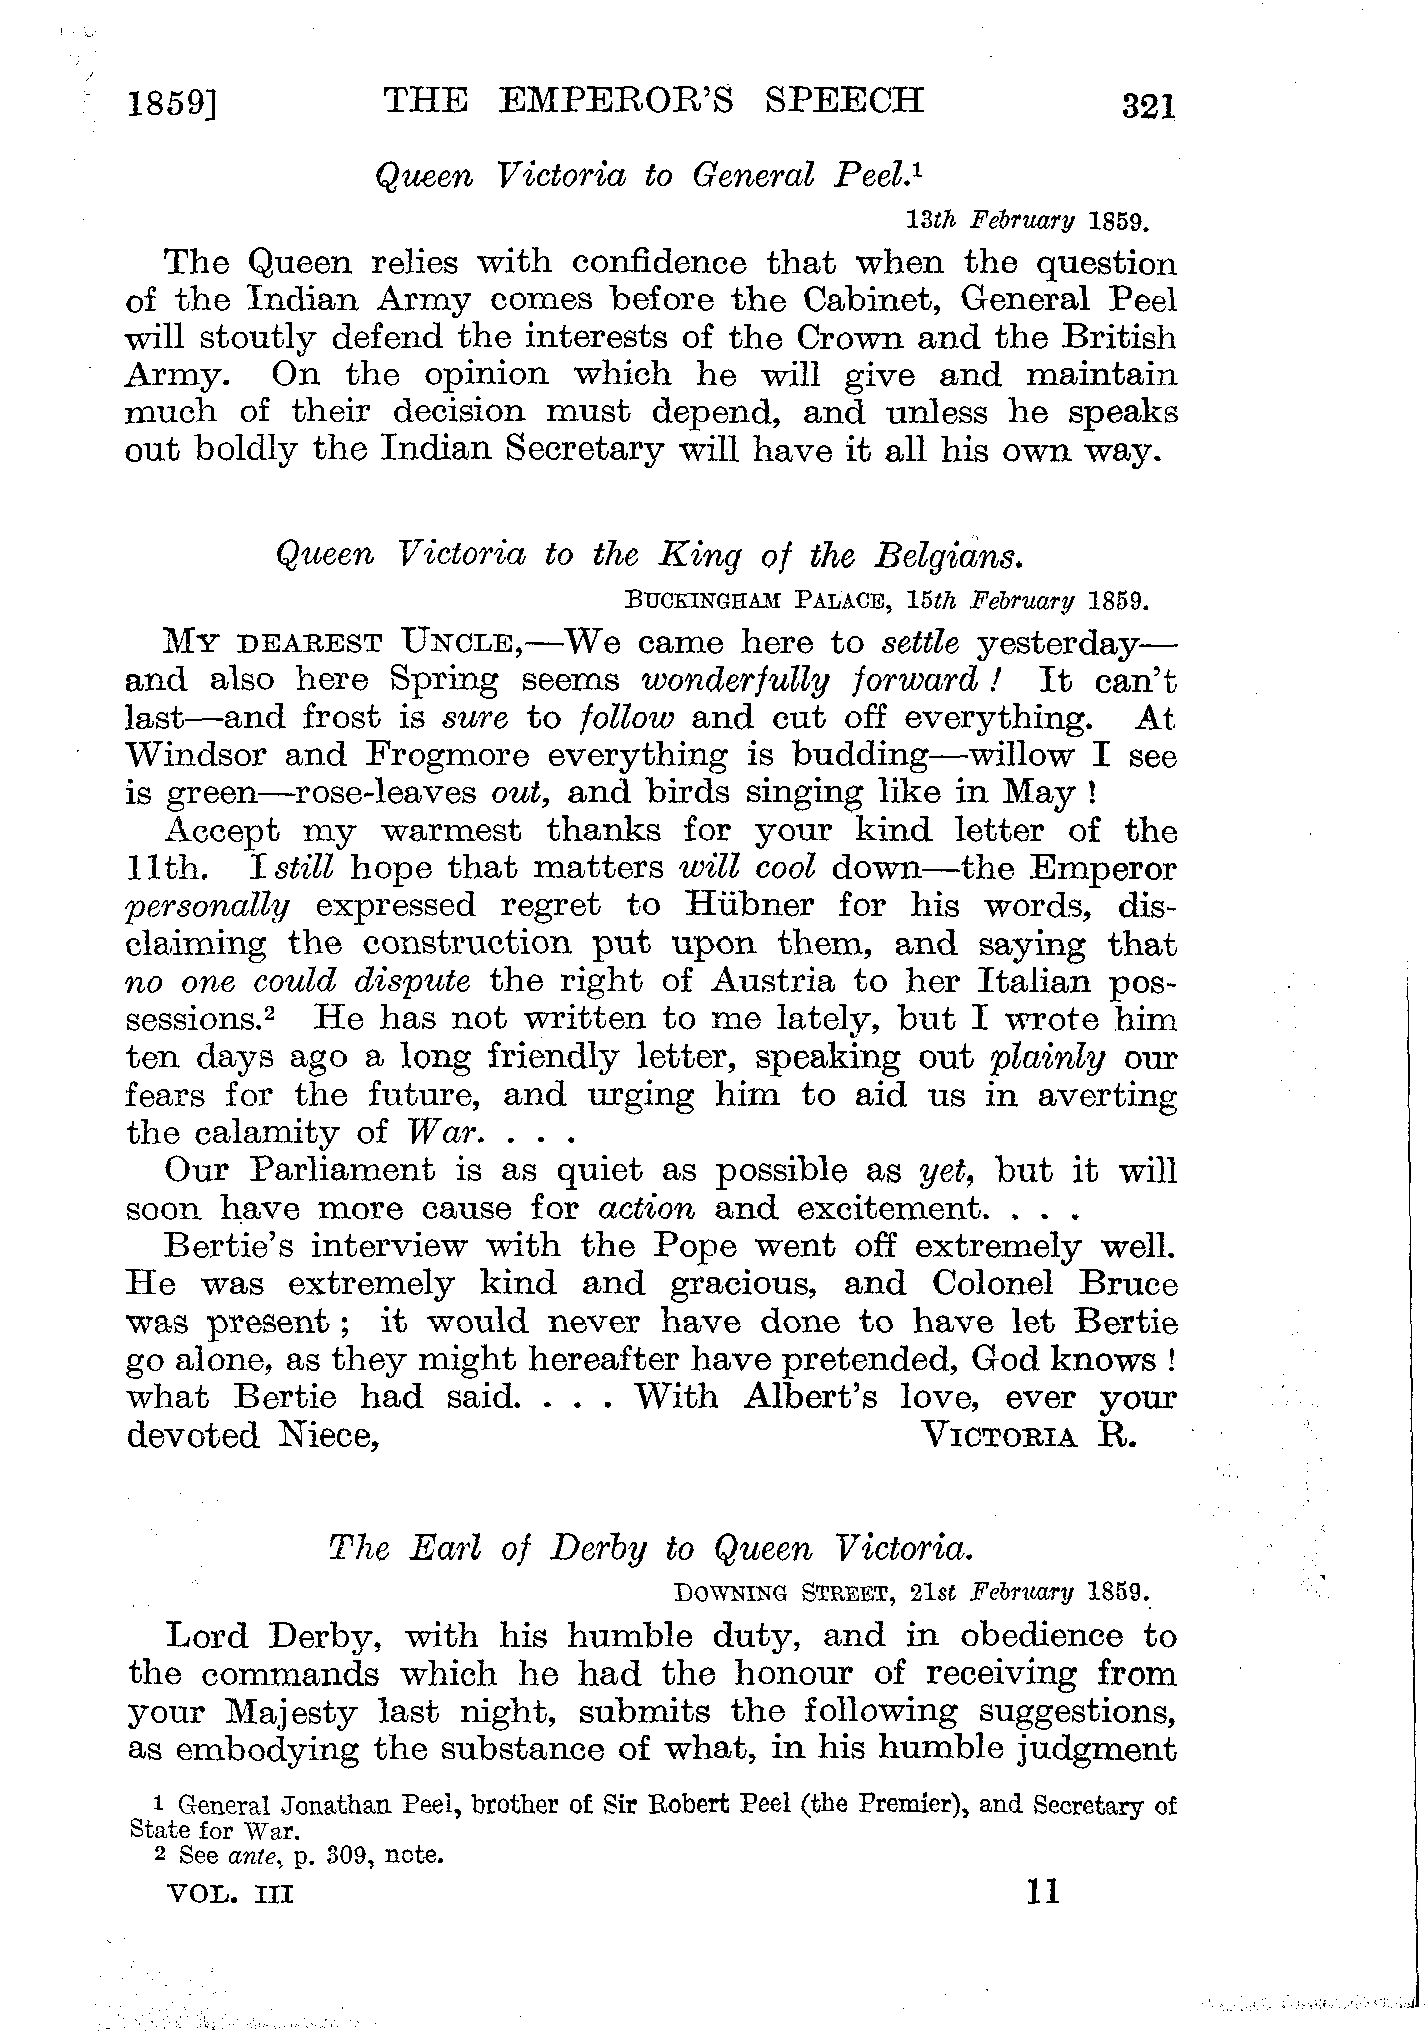 1859] THE EMPEROR'S SPEECH 321
Queen Victoria to General Peel.¹
13th February 1859.
The Queen relies with confidence that when the question
of the Indian Army comes before the Cabinet, General Peel
will stoutly defend the interests of the Crown and the British
Army. On the opinion which he will give and maintain
much of their decision must depend, and unless he speaks
out boldly the Indian Secretary will have it all his own way.
Queen Victoria to the King of the Belgians.
BUCKINGHAM PALACE, 15th February 1859.
MY DEAREST UNCLE,—We came here to settle yesterday—
and also here Spring seems wonderfully forward ! It can't
last—and frost is sure to follow and cut off everything. At
Windsor and Frogmore everything is budding—willow I see
is green—rose-leaves out, and birds singing like in May !
Accept my warmest thanks for your kind letter of the
11th. I still hope that matters will cool down—the Emperor
personally expressed regret to Hübner for his words, dis-
claiming the construction put upon them, and saying that
no one could dispute the right of Austria to her Italian pos-
sessions.² He has not written to me lately, but I wrote him
ten days ago a long friendly letter, speaking out plainly our
fears for the future, and urging him to aid us in averting
the calamity of War. . . .
Our Parliament is as quiet as possible as yet, but it will
soon have more cause for action and excitement. . . .
Bertie's interview with the Pope went off extremely well.
He was extremely kind and gracious, and Colonel Bruce
was present ; it would never have done to have let Bertie
go alone, as they might hereafter have pretended, God knows !
what Bertie had said. . . . With Albert's love, ever your
devoted Niece, VICTORIA R.
The Earl of Derby to Queen Victoria.
DOWNING STREET, 21st February 1859.
Lord Derby, with his humble duty, and in obedience to
the commands which he had the honour of receiving from
your Majesty last night, submits the following suggestions,
as embodying the substance of what, in his humble judgment
1 General Jonathan Peel, brother of Sir Robert Peel (the Premier), and Secretary of
State for War.
2 See ante, p. 309, note.
VOL. III 11